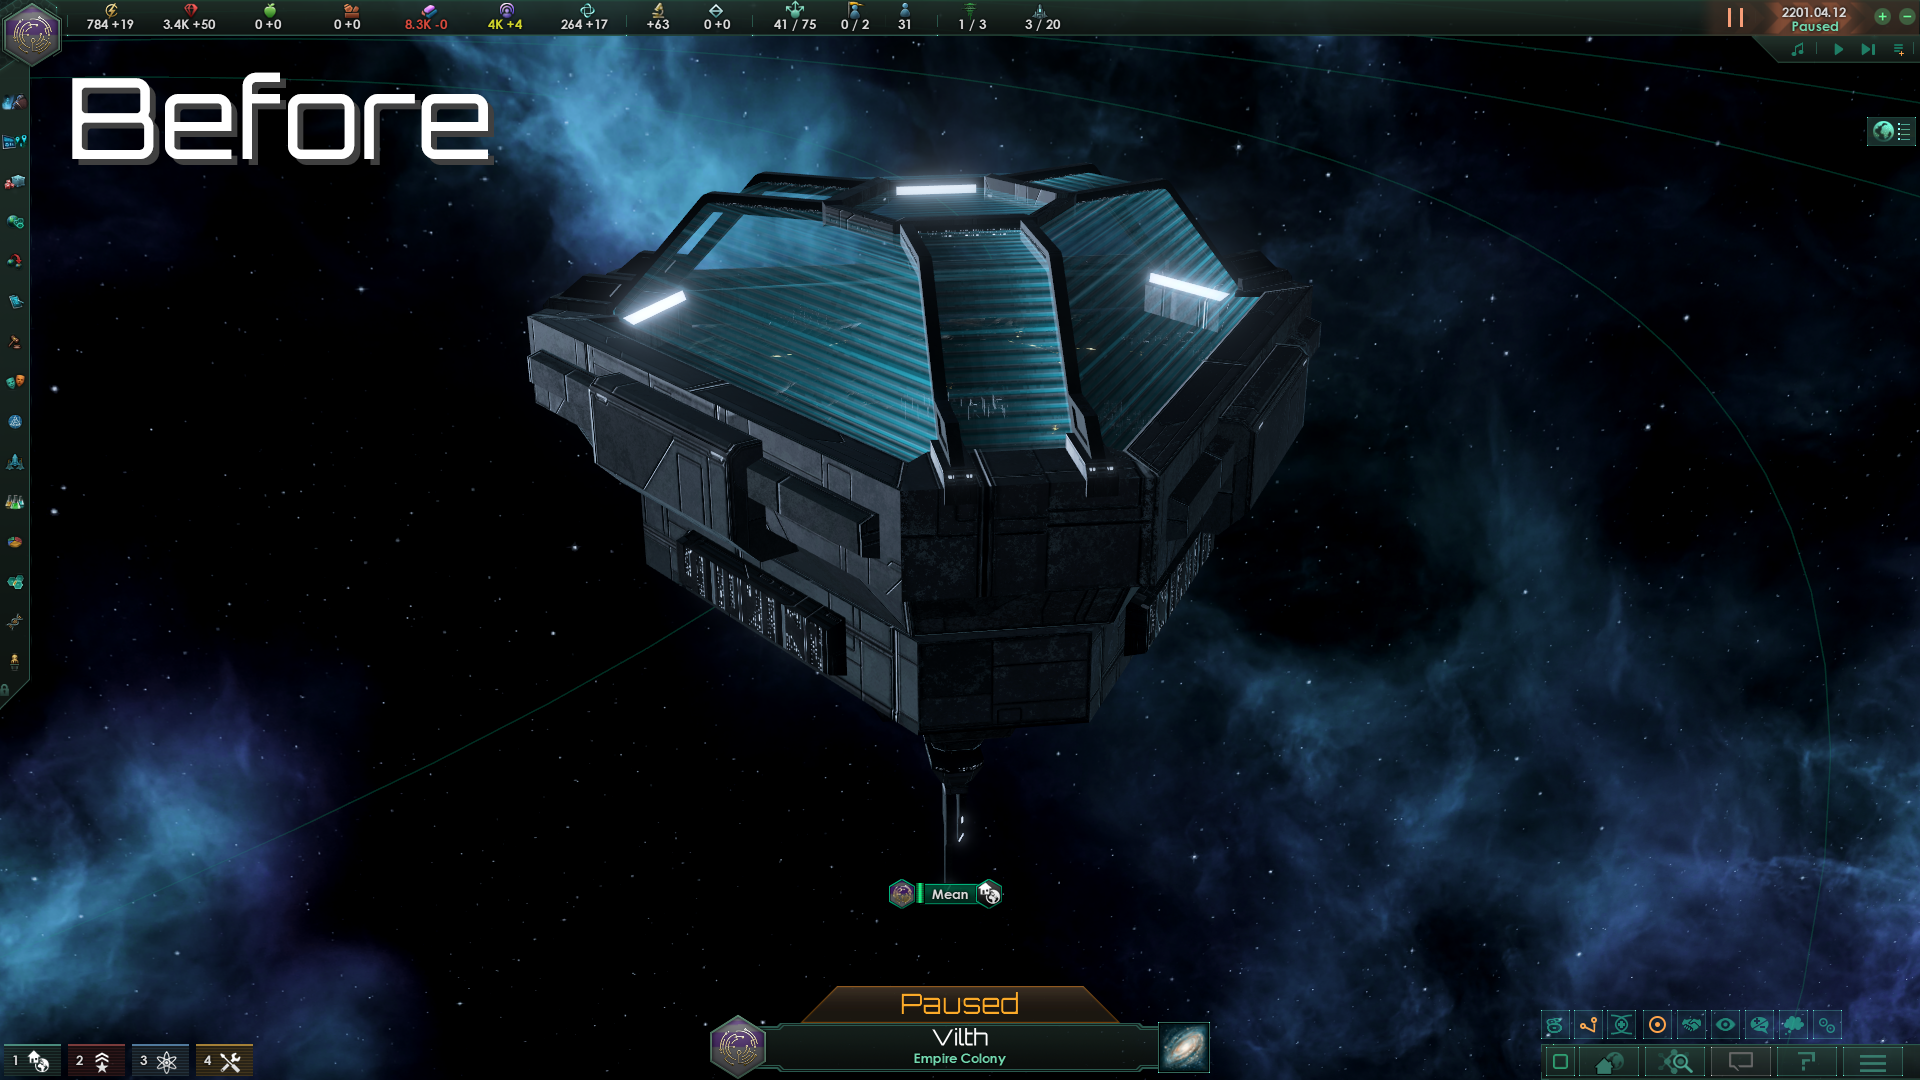 784 +19 3.4K +50 0 +0 0 +0 8.3K -0 4K +4 264 +17 +63 0 +0 41 / 75 0 / 2 31 1 / 3 3 / 20
2201.04.12
Paused
Before
Mean
Paused
Vilth
Empire Colony
1 2 3 4